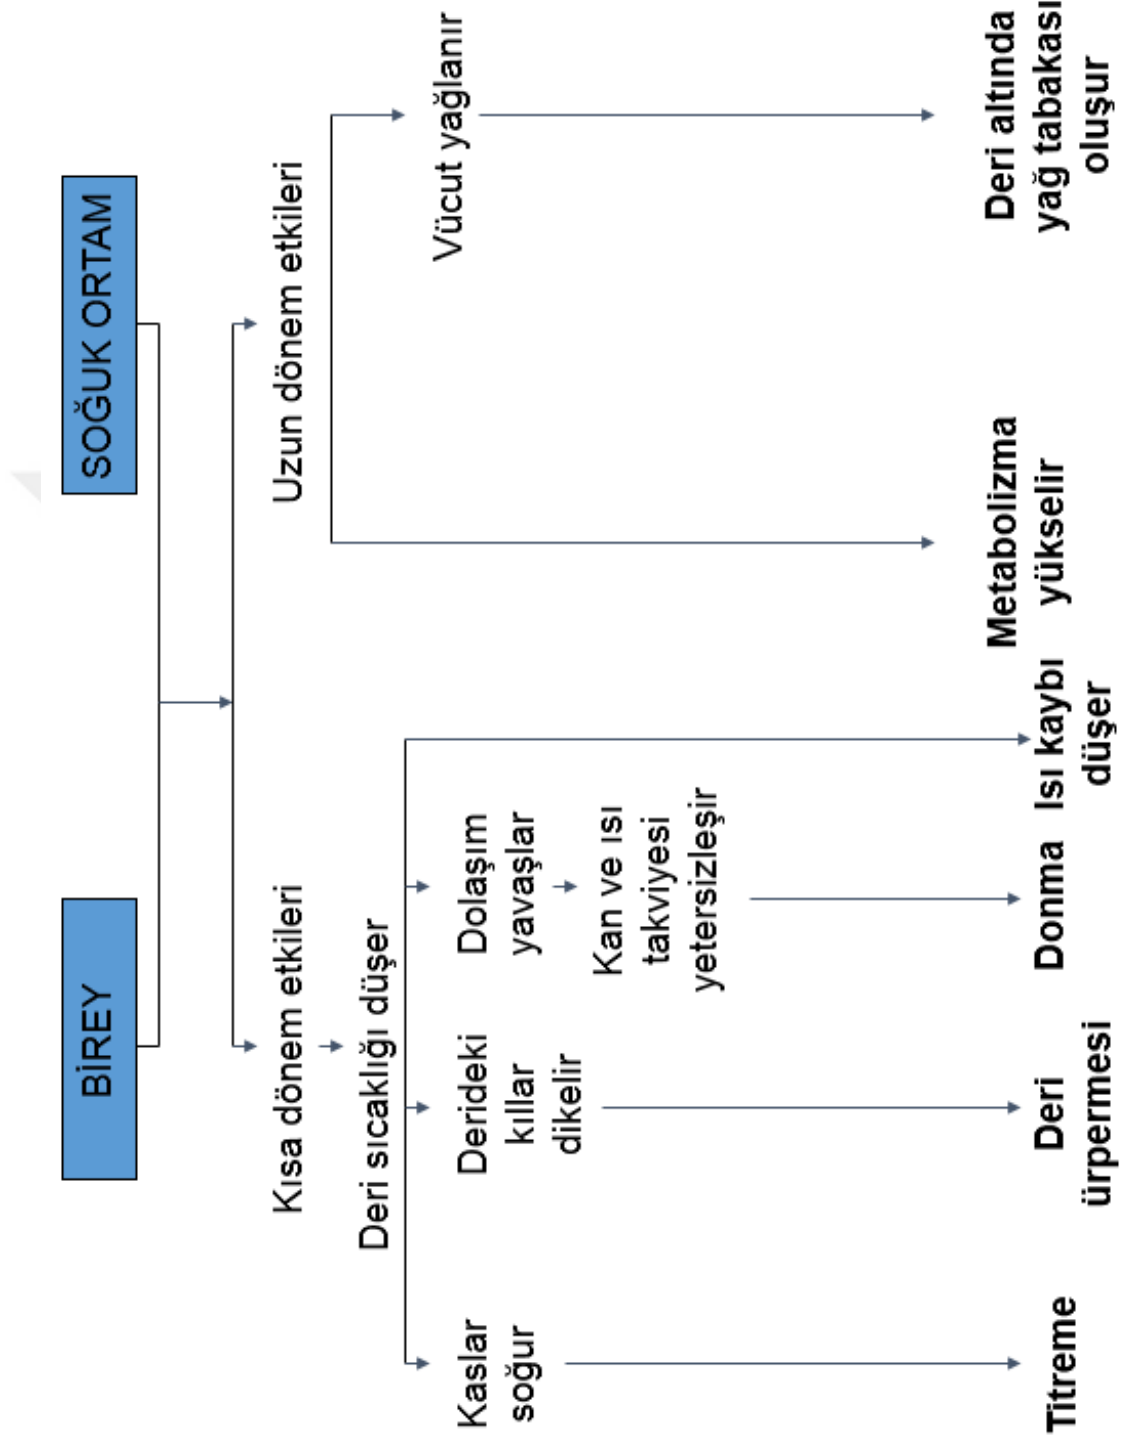 BİREY
SOĞUK ORTAM
Kısa dönem etkileri
Uzun dönem etkileri
Deri sıcaklığı düşer
Kaslar
soğur
Derideki
kıllar
dikelir
Dolaşım
yavaşlar
Kan ve ısı
takviyesi
yetersizleşir
Vücut yağlanır
Titreme
Deri
ürpermesi
Donma
Isı kaybı
düşer
Metabolizma
yükselir
Deri altında
yağ tabakası
oluşur